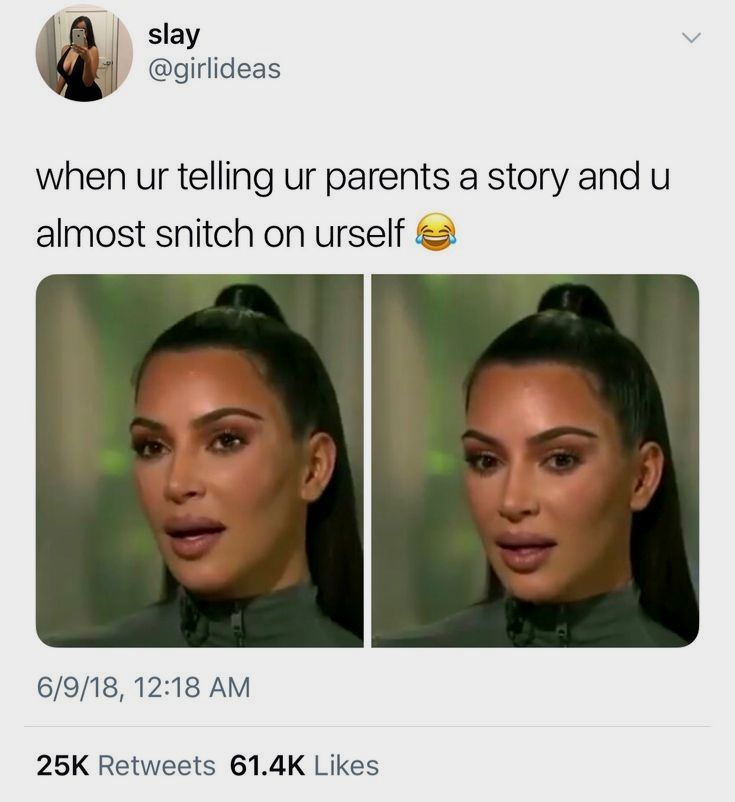 slay
@girlideas
when ur telling ur parents a story and u
almost snitch on urself 😂
6/9/18, 12:18 AM
25K Retweets 61.4K Likes